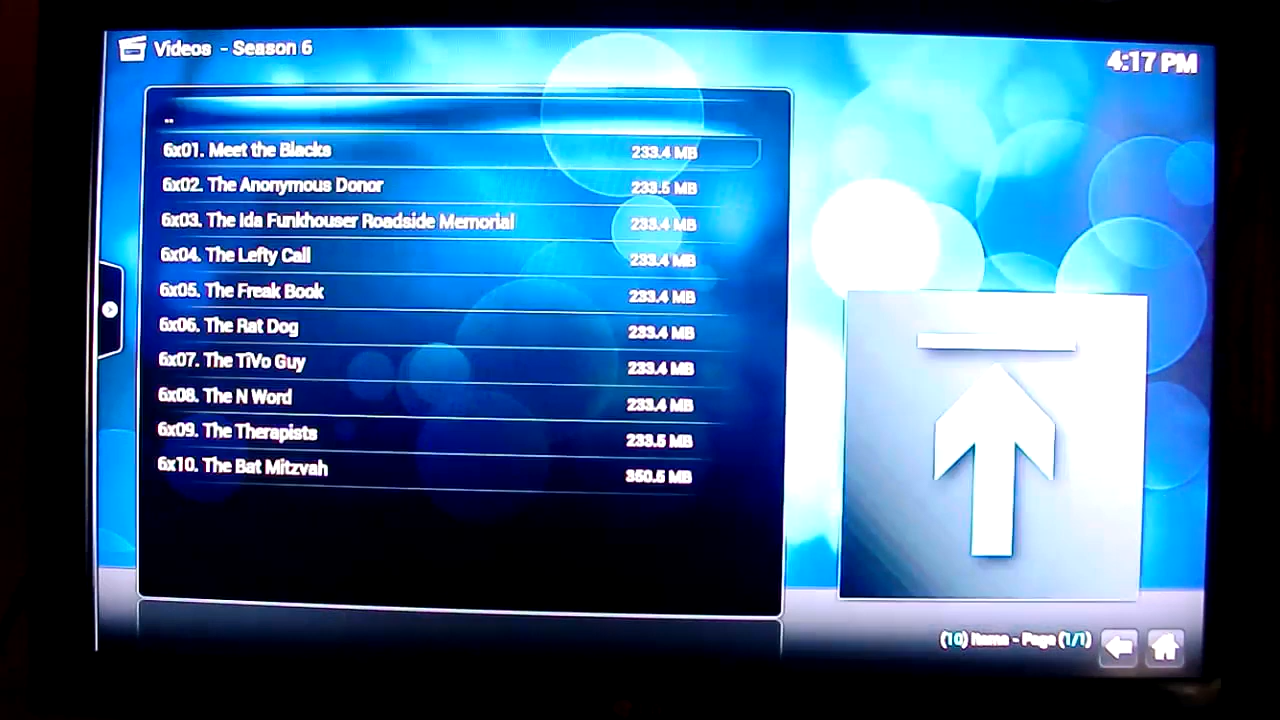 Videos - Season 6
4:17 PM
..
6x01. Meet the Blacks 233.4 MB
6x02. The Anonymous Donor 233.5 MB
6x03. The Ida Funkhouser Roadside Memorial 233.4 MB
6x04. The Lefty Call 233.4 MB
6x05. The Freak Book 233.4 MB
6x06. The Rat Dog 233.4 MB
6x07. The TiVo Guy 233.4 MB
6x08. The N Word 233.4 MB
6x09. The Therapists 233.5 MB
6x10. The Bat Mitzvah 350.5 MB
(10) Items - Page (1/1)